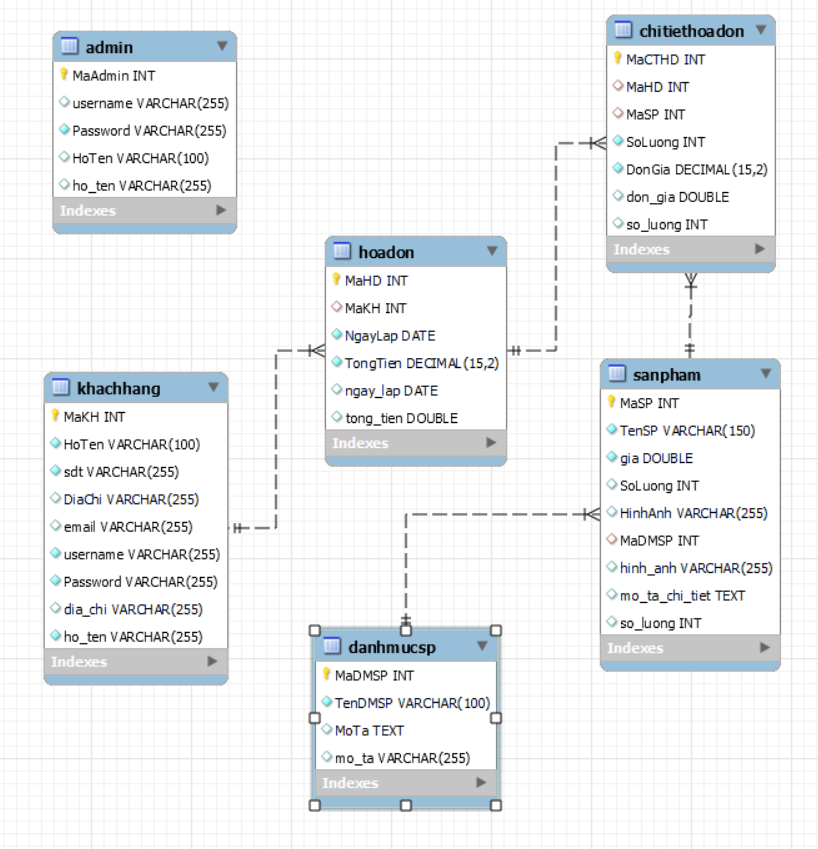 admin
MaAdmin INT
username VARCHAR(255)
Password VARCHAR(255)
HoTen VARCHAR(100)
ho_ten VARCHAR(255)
Indexes
chitiethoadon
MaCTHD INT
MaHD INT
MaSP INT
SoLuong INT
DonGia DECIMAL(15,2)
don_gia DOUBLE
so_luong INT
Indexes
hoadon
MaHD INT
MaKH INT
NgayLap DATE
TongTien DECIMAL(15,2)
ngay_lap DATE
tong_tien DOUBLE
Indexes
khachhang
MaKH INT
HoTen VARCHAR(100)
sdt VARCHAR(255)
DiaChi VARCHAR(255)
email VARCHAR(255)
username VARCHAR(255)
Password VARCHAR(255)
dia_chi VARCHAR(255)
ho_ten VARCHAR(255)
Indexes
sanpham
MaSP INT
TenSP VARCHAR(150)
gia DOUBLE
SoLuong INT
HinhAnh VARCHAR(255)
MaDMSP INT
hinh_anh VARCHAR(255)
mo_ta_chi_tiet TEXT
so_luong INT
Indexes
danhmucsp
MaDMSP INT
TenDMSP VARCHAR(100)
MoTa TEXT
mo_ta VARCHAR(255)
Indexes